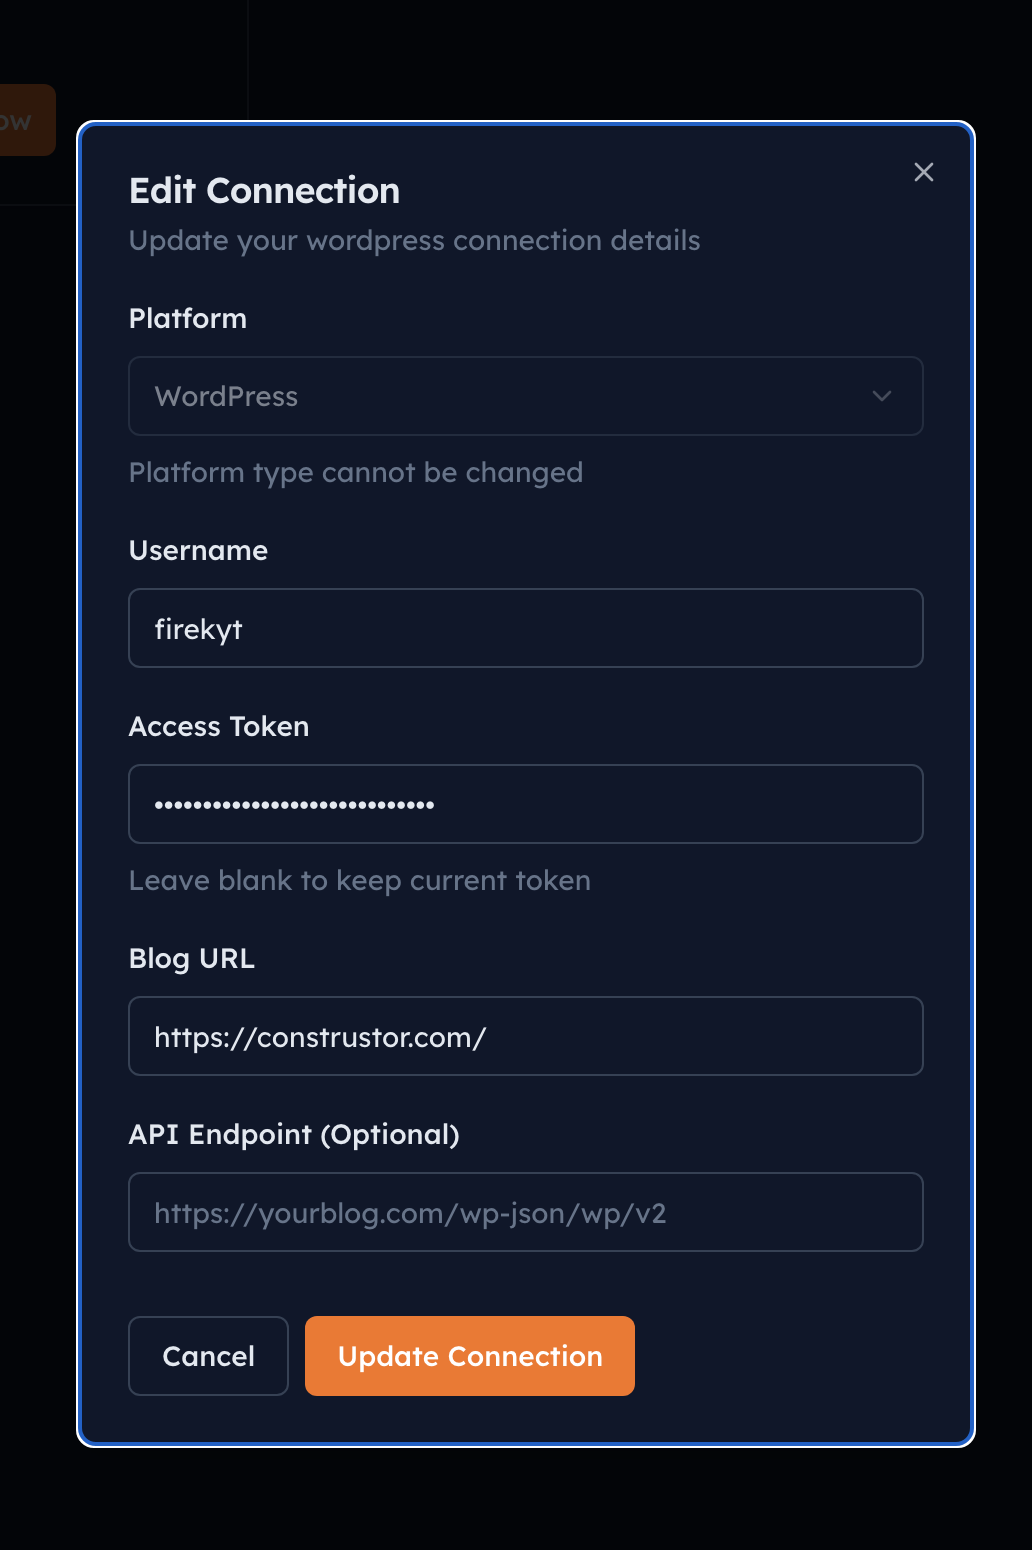 ow
Edit Connection
Update your wordpress connection details
Platform
WordPress
Platform type cannot be changed
Username
firekyt
Access Token
•••••••••••••••••••••••••••••
Leave blank to keep current token
Blog URL
https://construstor.com/
API Endpoint (Optional)
https://yourblog.com/wp-json/wp/v2
Cancel
Update Connection